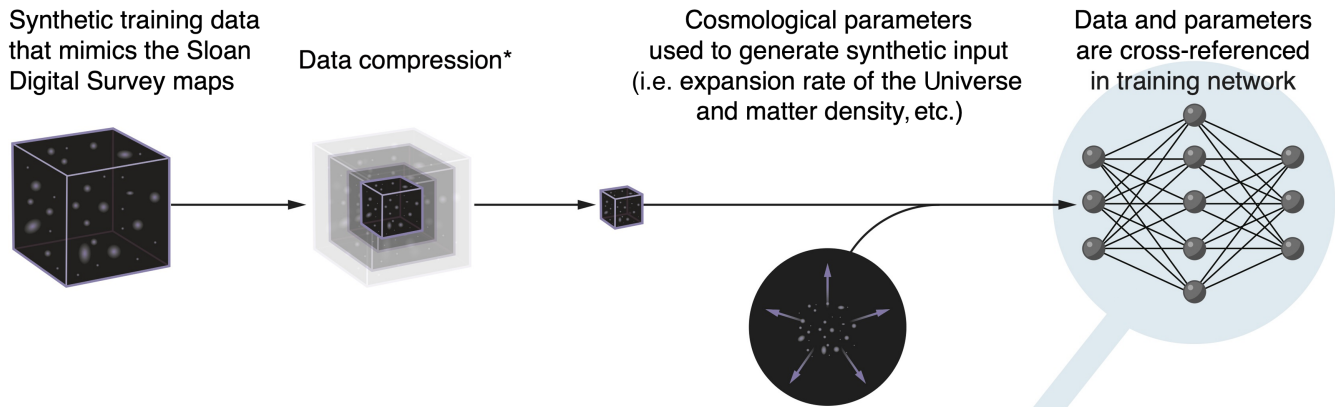 Synthetic training data
that mimics the Sloan
Digital Survey maps
Data compression*
Cosmological parameters
used to generate synthetic input
(i.e. expansion rate of the Universe
and matter density, etc.)
Data and parameters
are cross-referenced
in training network